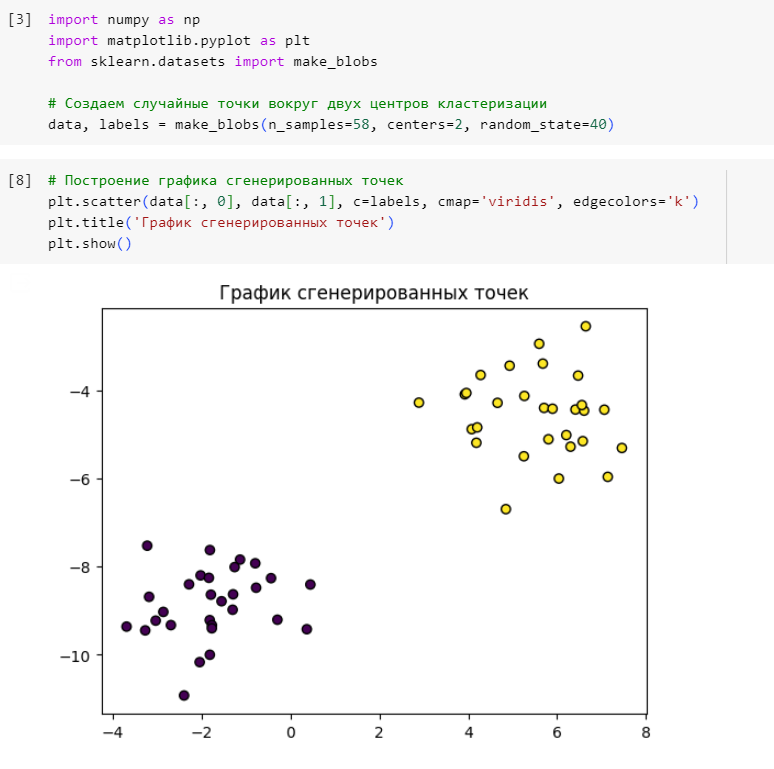 [3] import numpy as np
import matplotlib.pyplot as plt
from sklearn.datasets import make_blobs
# Создаем случайные точки вокруг двух центров кластеризации
data, labels = make_blobs(n_samples=58, centers=2, random_state=40)
[8] # Построение графика сгенерированных точек
plt.scatter(data[:, 0], data[:, 1], c=labels, cmap='viridis', edgecolors='k')
plt.title('График сгенерированных точек')
plt.show()
График сгенерированных точек
−4
−6
−8
−10
−4 −2 0 2 4 6 8